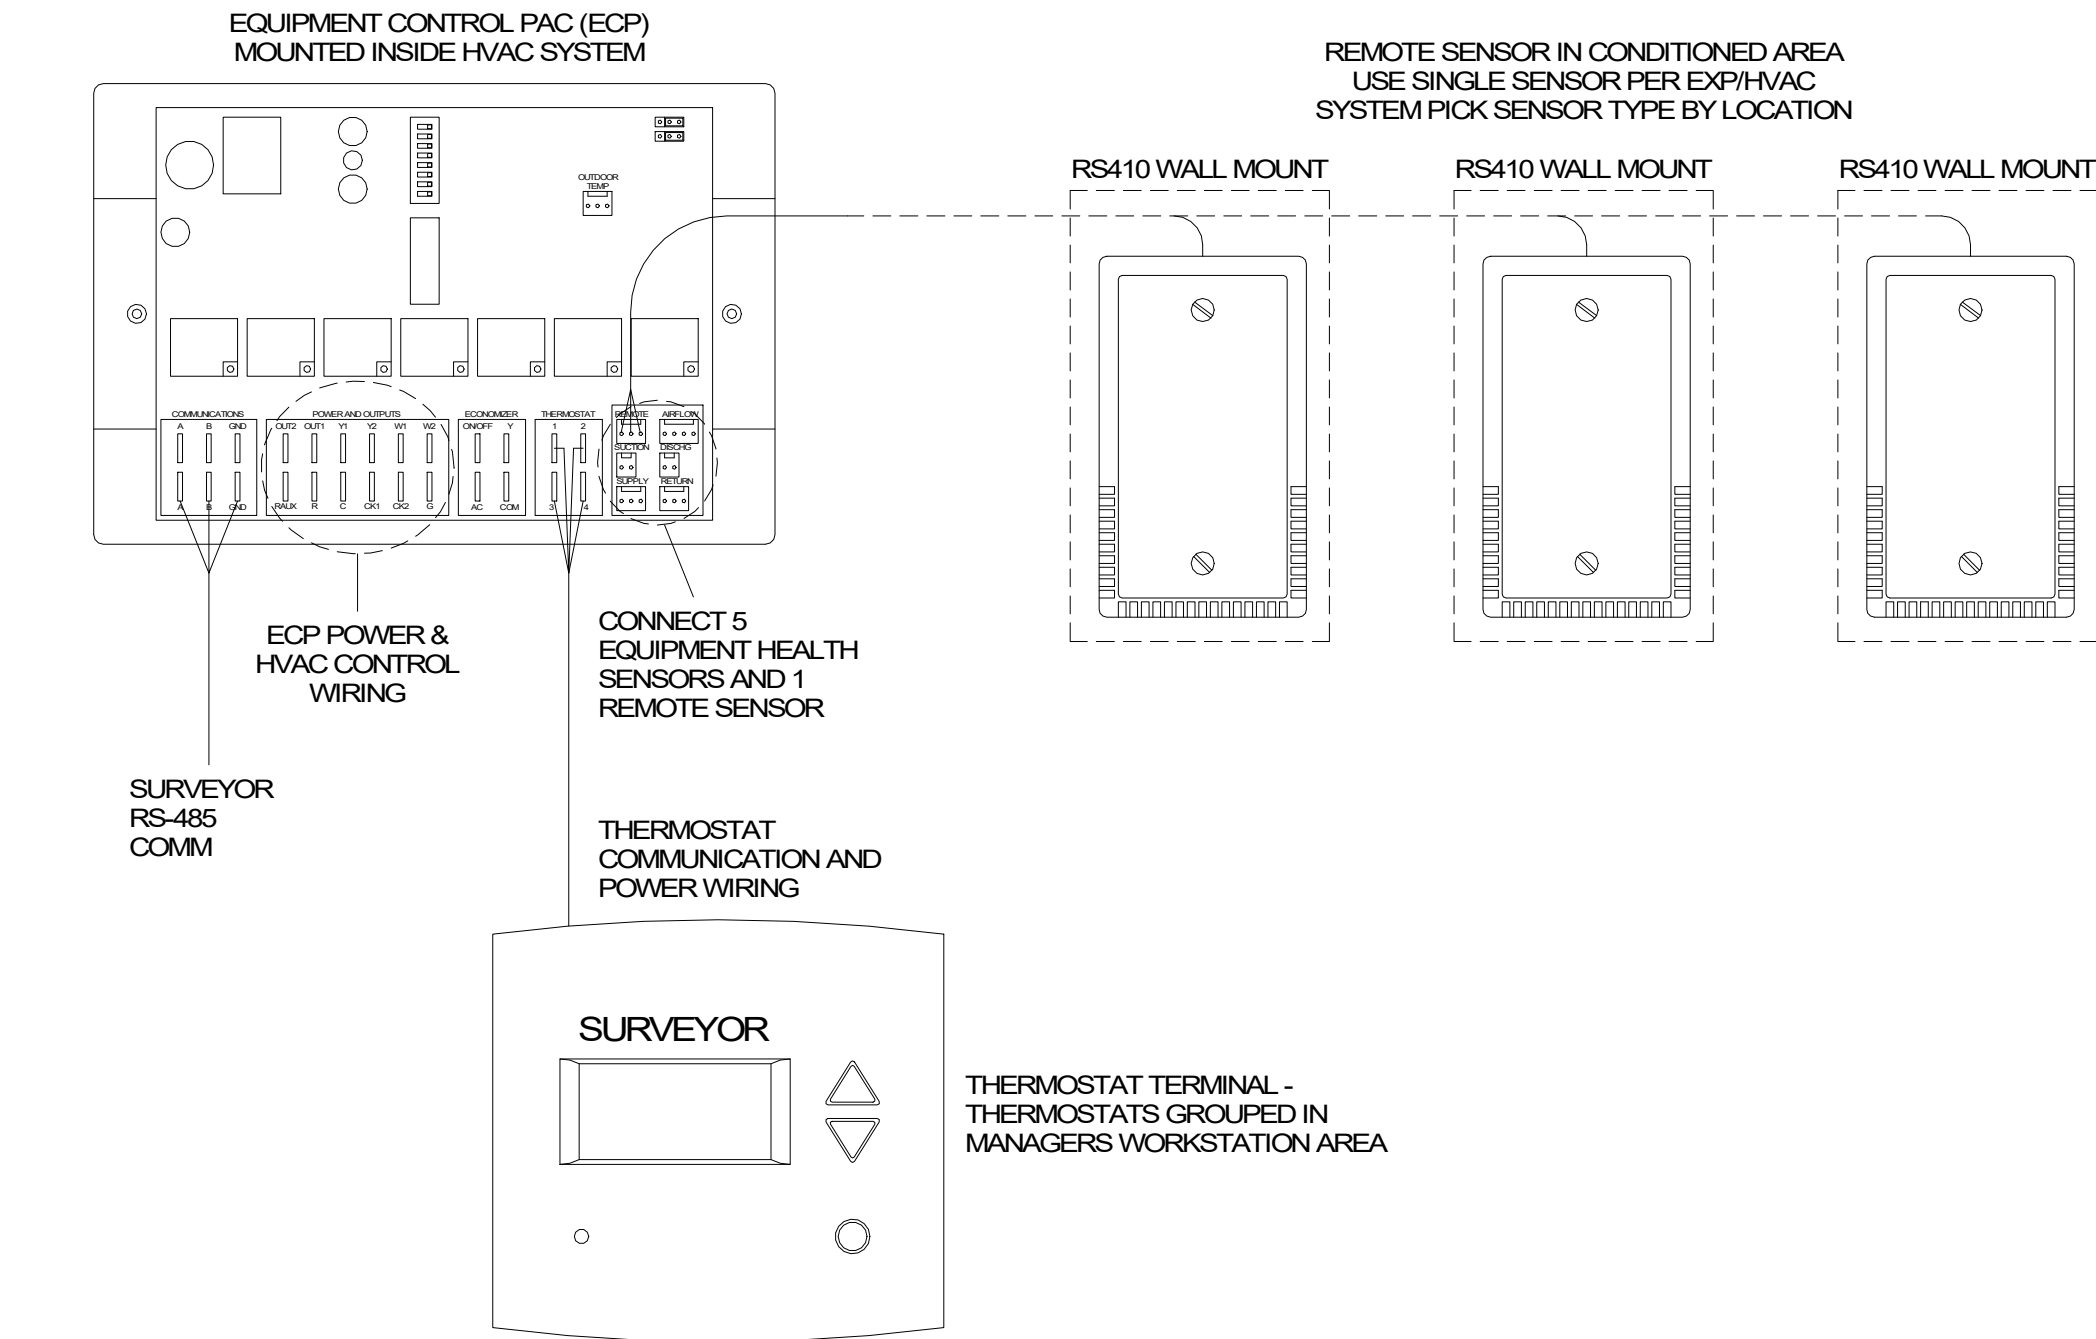 EQUIPMENT CONTROL PAC (ECP)
MOUNTED INSIDE HVAC SYSTEM
REMOTE SENSOR IN CONDITIONED AREA
USE SINGLE SENSOR PER EXP/HVAC
SYSTEM PICK SENSOR TYPE BY LOCATION
RS410 WALL MOUNT
RS410 WALL MOUNT
RS410 WALL MOUNT
OUTDOOR
TEMP
COMMUNICATIONS
A B GND
A B GND
POWER AND OUTPUTS
OUT2 OUT1 Y1 Y2 W1 W2
RAUX R C CK1 CK2 G
ECONOMIZER
ON/OFF Y
AC COM
THERMOSTAT
1 2
3 4
REMOTE AIRFLOW
SUCTION DISCHG
SUPPLY RETURN
ECP POWER &
HVAC CONTROL
WIRING
CONNECT 5
EQUIPMENT HEALTH
SENSORS AND 1
REMOTE SENSOR
SURVEYOR
RS-485
COMM
THERMOSTAT
COMMUNICATION AND
POWER WIRING
SURVEYOR
THERMOSTAT TERMINAL -
THERMOSTATS GROUPED IN
MANAGERS WORKSTATION AREA